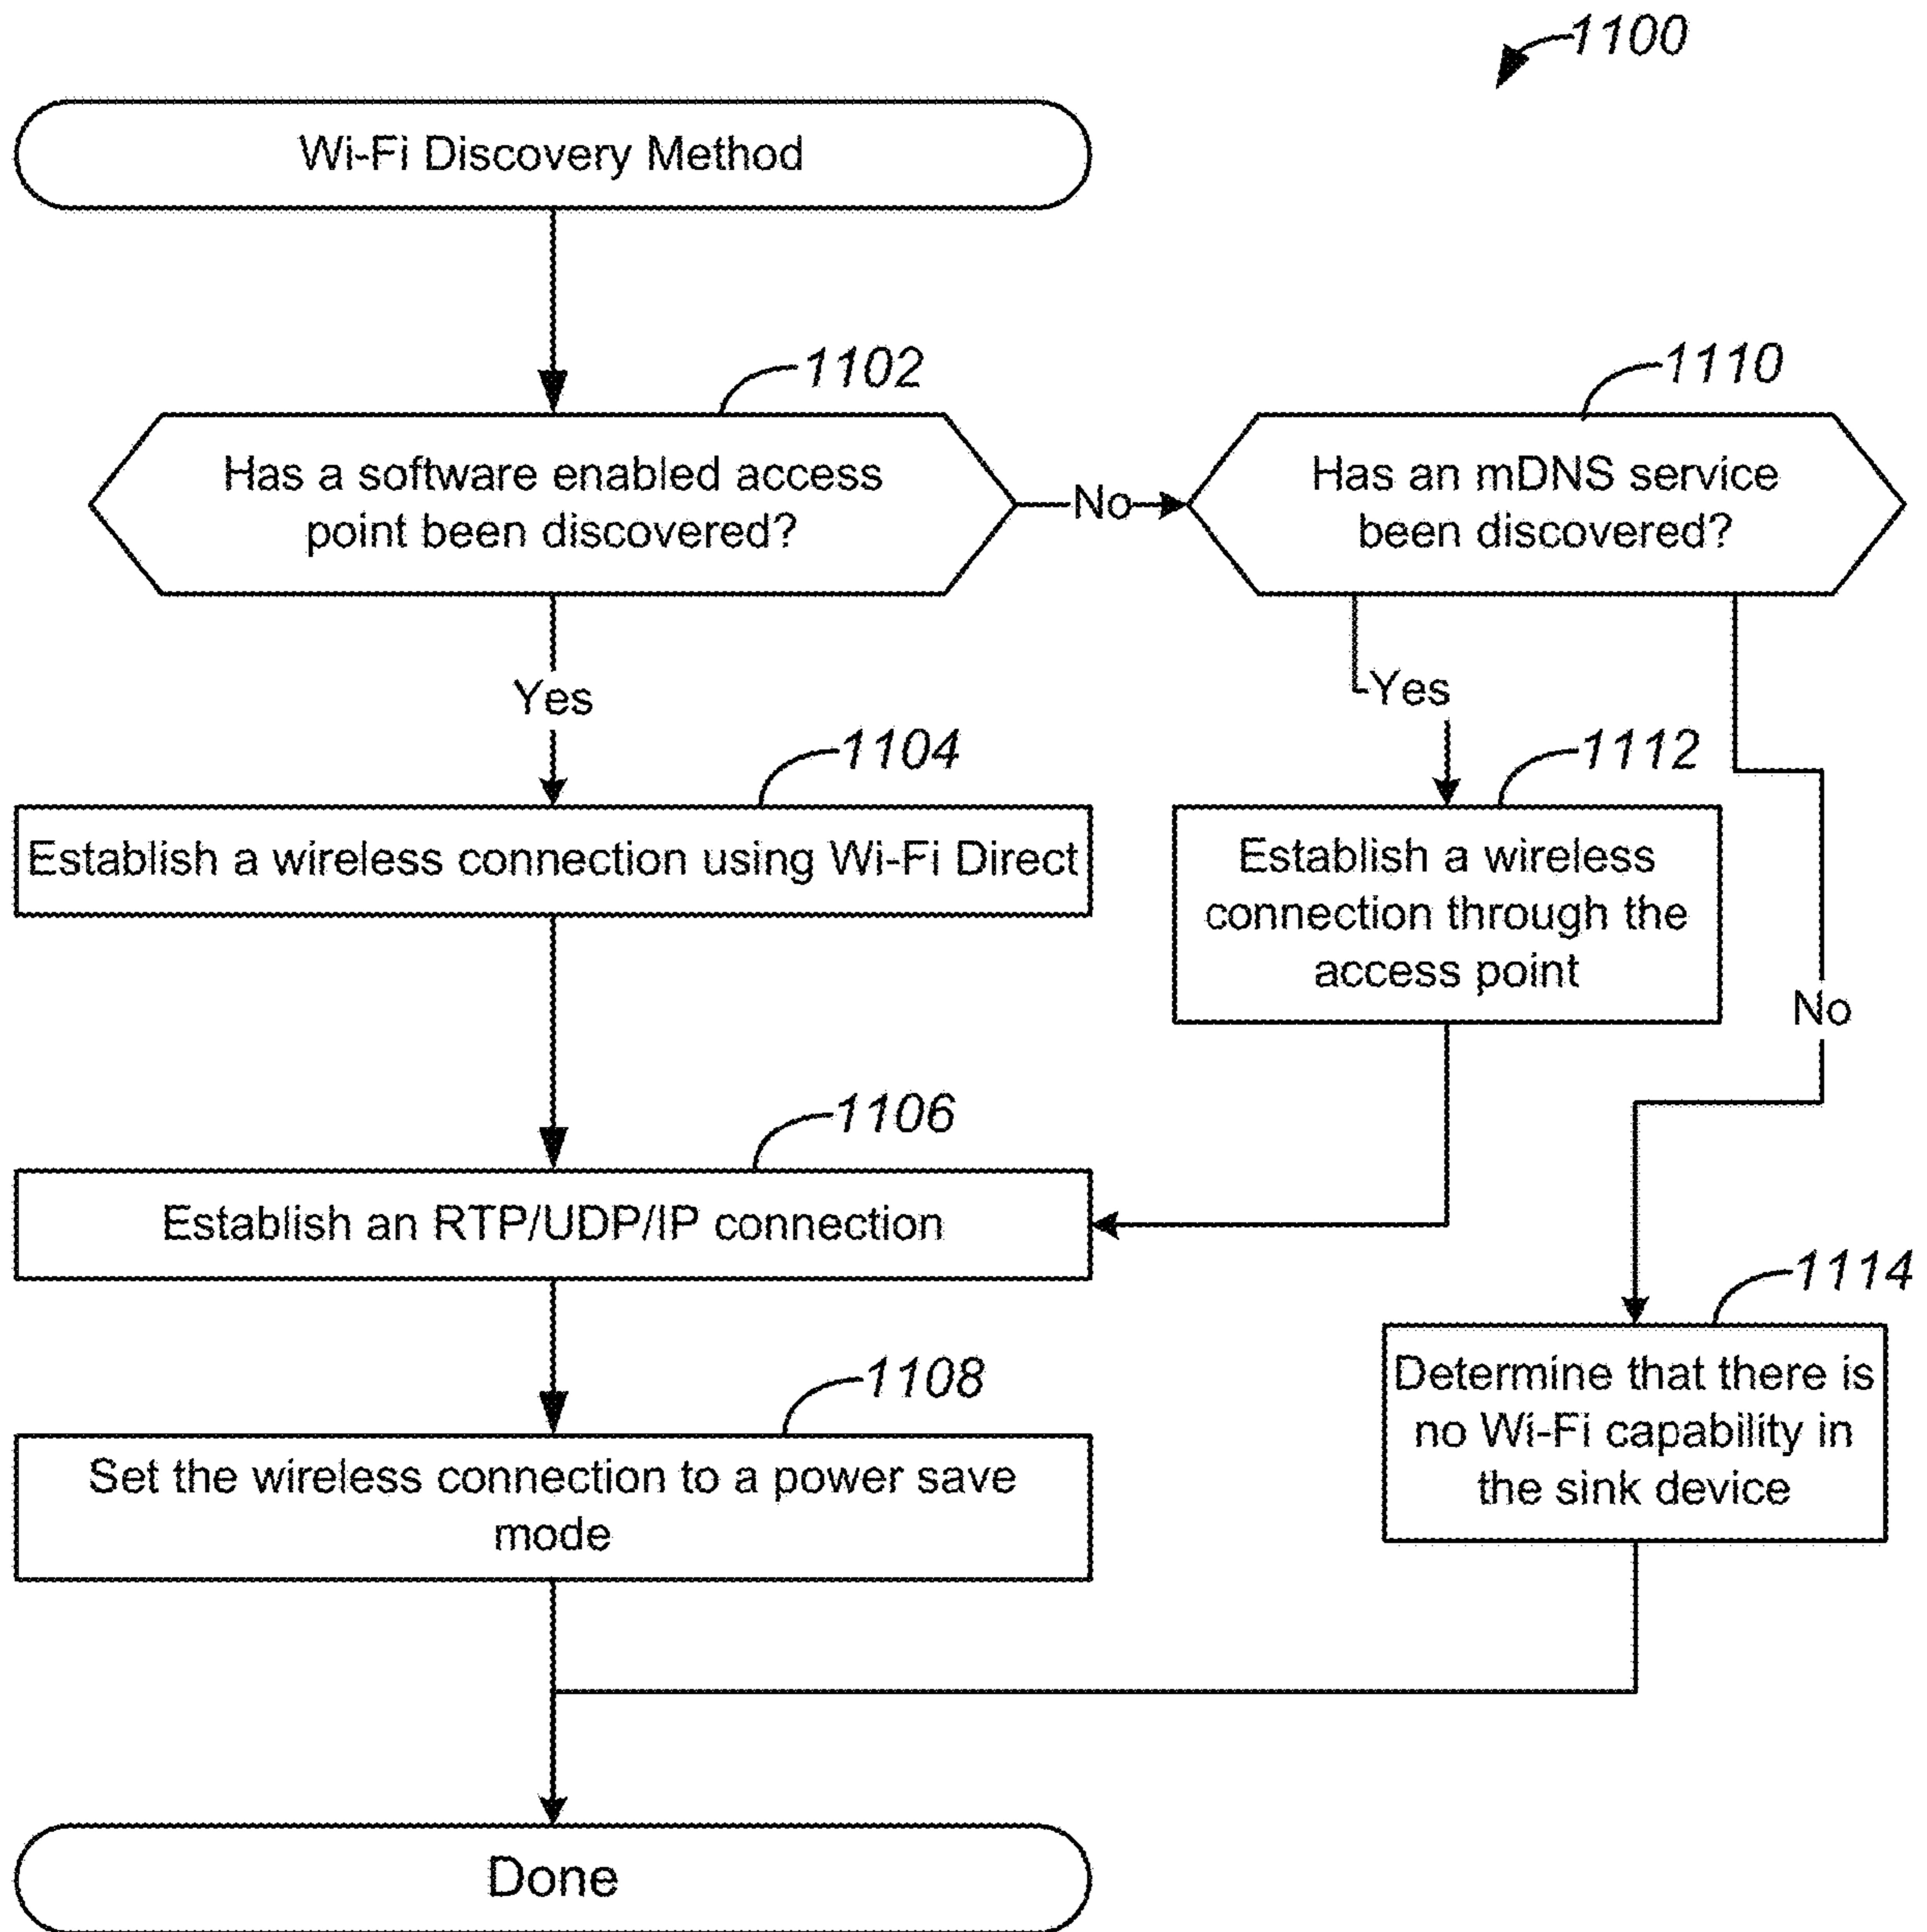 1100
Wi-Fi Discovery Method
1102
Has a software enabled access
point been discovered?
No
1110
Has an mDNS service
been discovered?
Yes
Yes
1104
Establish a wireless connection using Wi-Fi Direct
1112
Establish a wireless
connection through the
access point
No
1106
Establish an RTP/UDP/IP connection
1114
Determine that there is
no Wi-Fi capability in
the sink device
1108
Set the wireless connection to a power save
mode
Done